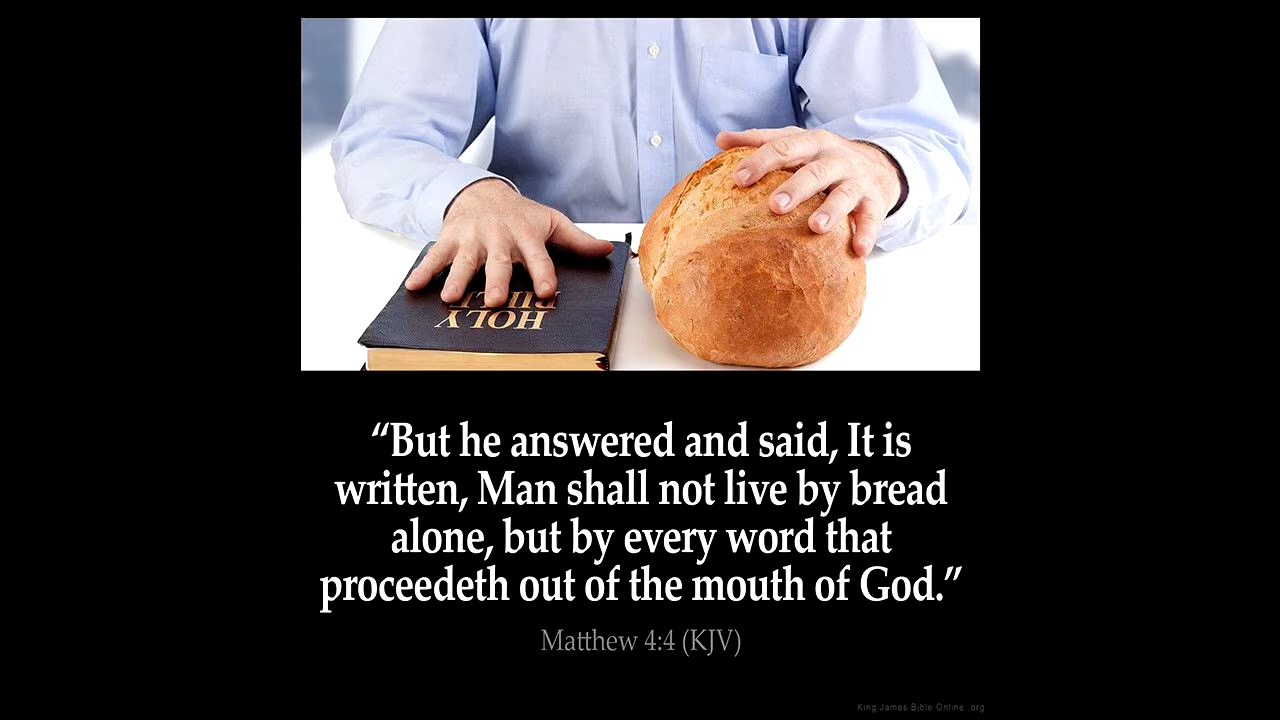 HOLY
BIBLE
“But he answered and said, It is
written, Man shall not live by bread
alone, but by every word that
proceedeth out of the mouth of God.”
Matthew 4:4 (KJV)
King James Bible Online .org